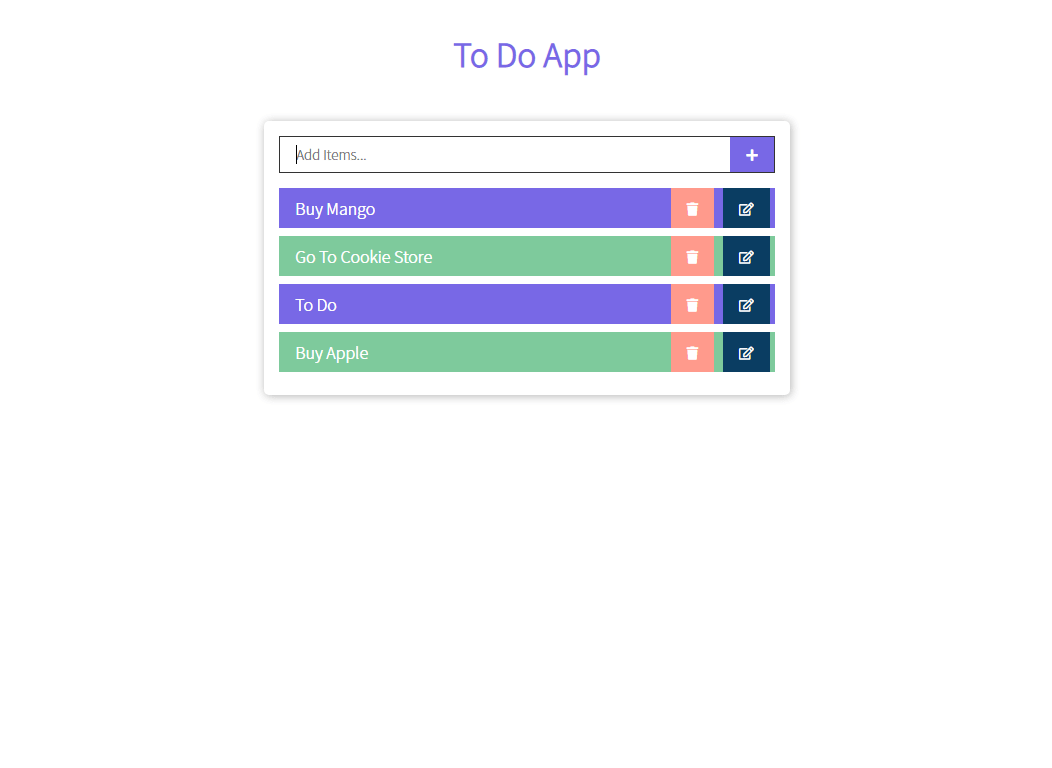 To Do App
Add Items...
Buy Mango
Go To Cookie Store
To Do
Buy Apple